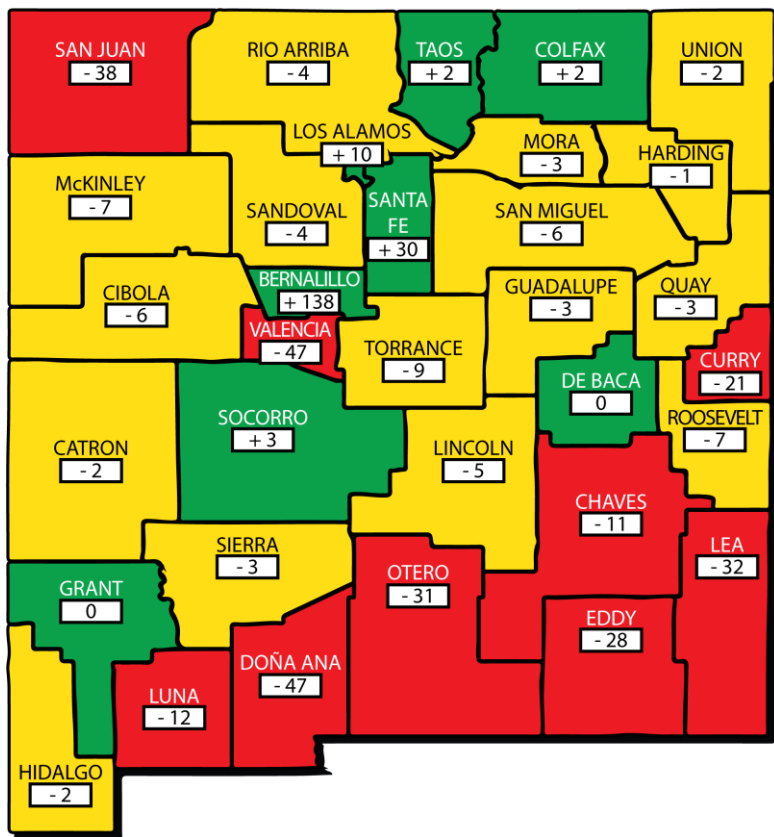 SAN JUAN
- 38
RIO ARRIBA
- 4
TAOS
+ 2
COLFAX
+ 2
UNION
- 2
LOS ALAMOS
+ 10
MORA
- 3
HARDING
- 1
McKINLEY
- 7
SANDOVAL
- 4
SANTA
FE
+ 30
SAN MIGUEL
- 6
CIBOLA
- 6
BERNALILLO
+ 138
GUADALUPE
- 3
QUAY
- 3
VALENCIA
- 47
TORRANCE
- 9
CURRY
- 21
DE BACA
0
ROOSEVELT
- 7
SOCORRO
+ 3
CATRON
- 2
LINCOLN
- 5
CHAVES
- 11
SIERRA
- 3
LEA
- 32
OTERO
- 31
GRANT
0
EDDY
- 28
DOÑA ANA
- 47
LUNA
- 12
HIDALGO
- 2